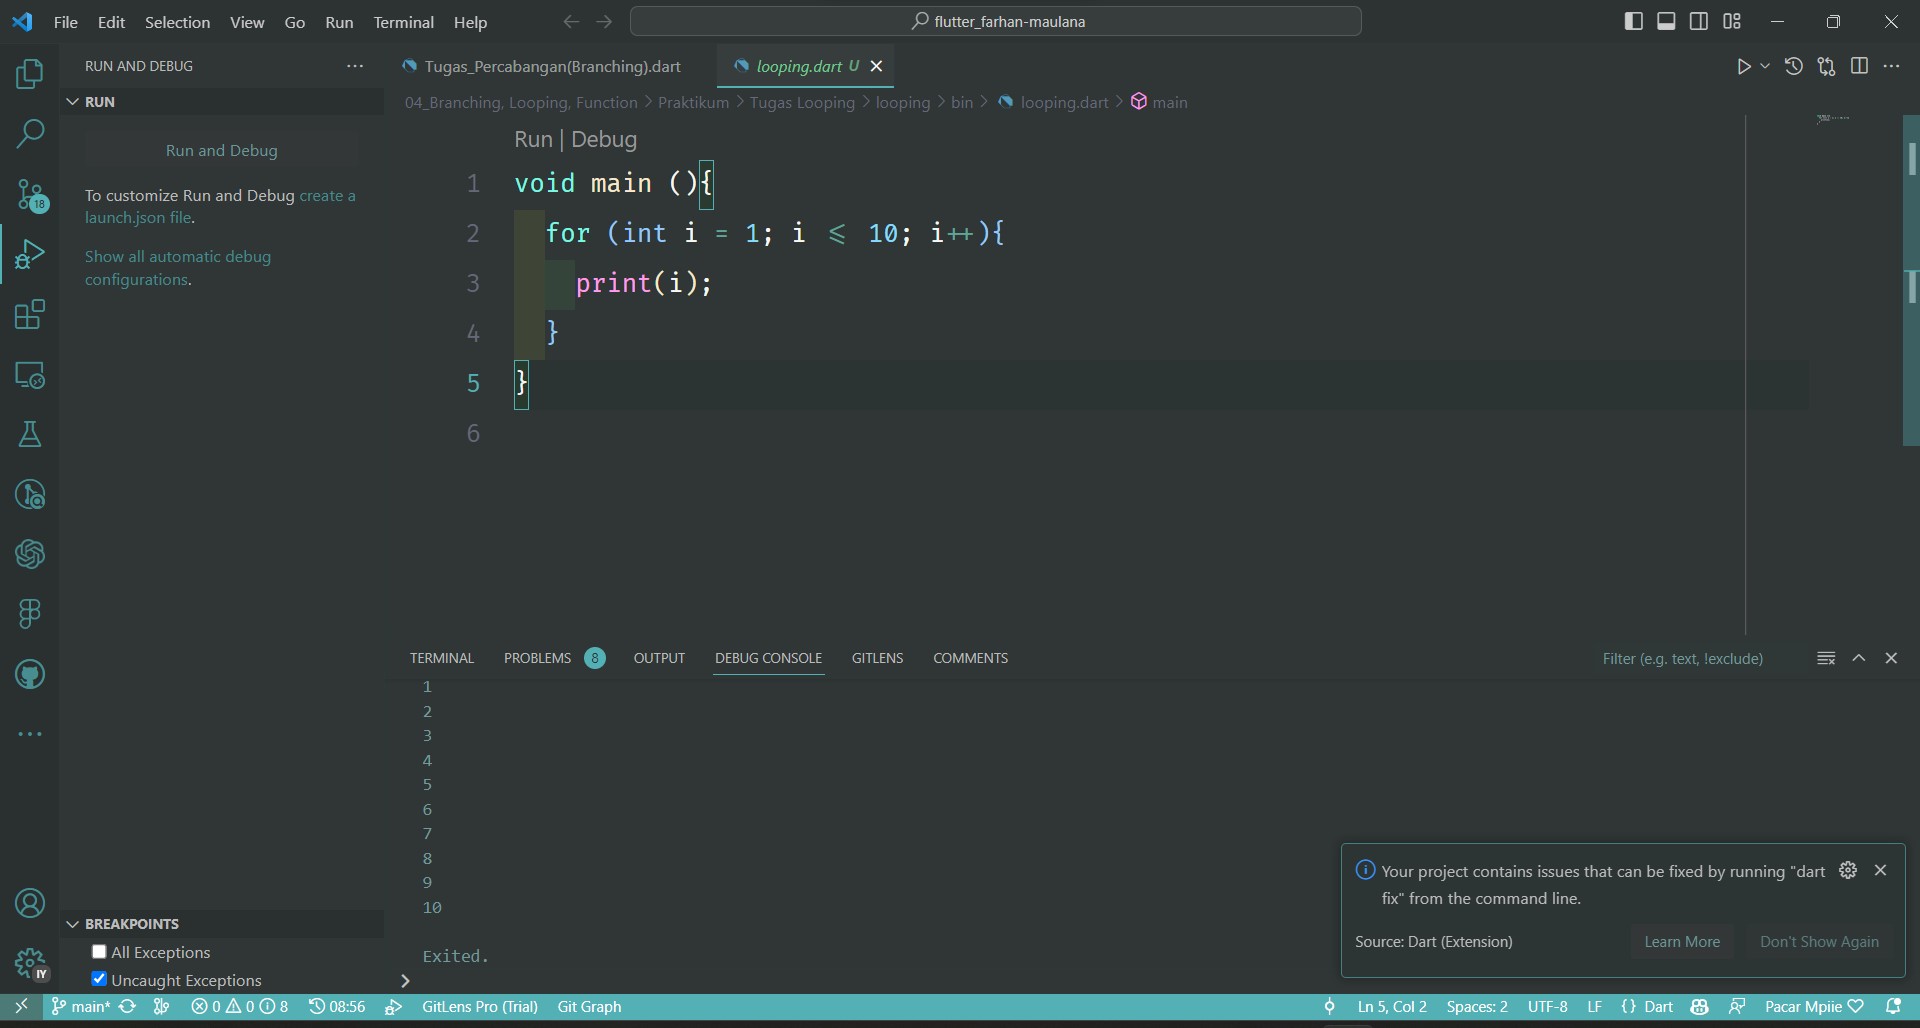 File Edit Selection View Go Run Terminal Help
flutter_farhan-maulana
RUN AND DEBUG
RUN
Run and Debug
To customize Run and Debug create a
launch.json file.
Show all automatic debug
configurations.
18
Tugas_Percabangan(Branching).dart
looping.dart U
04_Branching, Looping, Function > Praktikum > Tugas Looping > looping > bin > looping.dart > main
Run | Debug
1 void main (){
2 for (int i = 1; i <= 10; i++){
3 print(i);
4 }
5 }
6
TERMINAL PROBLEMS 8 OUTPUT DEBUG CONSOLE GITLENS COMMENTS
Filter (e.g. text, !exclude)
1
2
3
4
5
6
7
8
9
10
Exited.
BREAKPOINTS
All Exceptions
Uncaught Exceptions
IY
Your project contains issues that can be fixed by running "dart
fix" from the command line.
Source: Dart (Extension)
Learn More
Don't Show Again
main* 0 0 8 08:56 GitLens Pro (Trial) Git Graph
Ln 5, Col 2 Spaces: 2 UTF-8 LF {} Dart Pacar Mpiie ♡